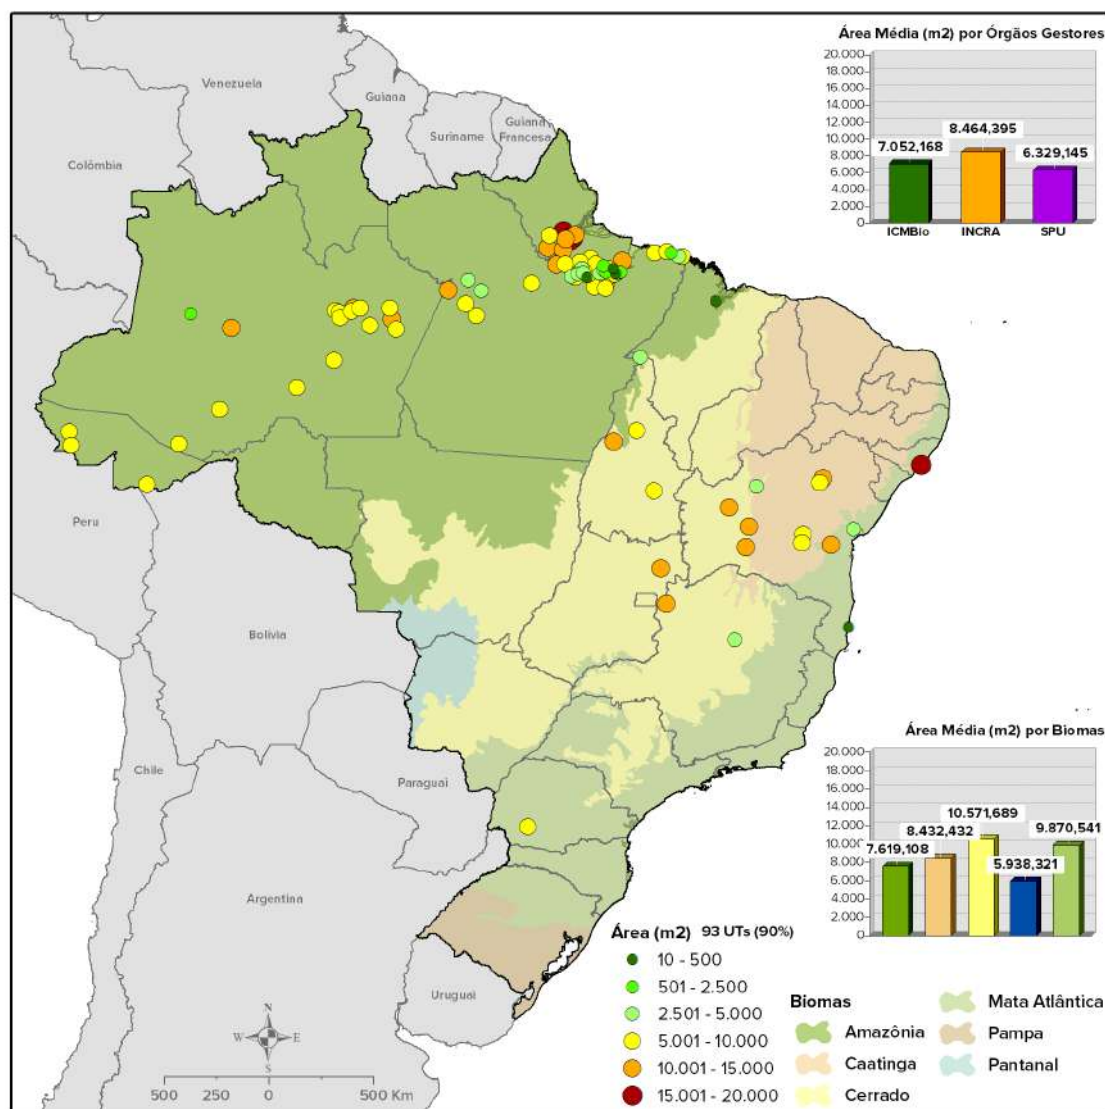 Área Média (m2) por Órgãos Gestores
20.000
18.000
16.000
14.000
12.000
10.000
8.000
6.000
4.000
2.000
0
7.052,168
8.464,395
6.329,145
ICMBio
INCRA
SPU
Venezuela
Guiana
Suriname
Guiana
Francesa
Colômbia
Peru
Bolívia
Chile
Paraguai
Argentina
Uruguai
Área Média (m2) por Biomas
20.000
18.000
16.000
14.000
12.000
10.000
8.000
6.000
4.000
2.000
0
7.619,108
8.432,432
10.571,689
5.938,321
9.870,541
Área (m2) 93 UTs (90%)
10 - 500
501 - 2.500
2.501 - 5.000
5.001 - 10.000
10.001 - 15.000
15.001 - 20.000
Biomas
Amazônia
Caatinga
Cerrado
Mata Atlântica
Pampa
Pantanal
N
W
E
S
500 250 0 500 Km